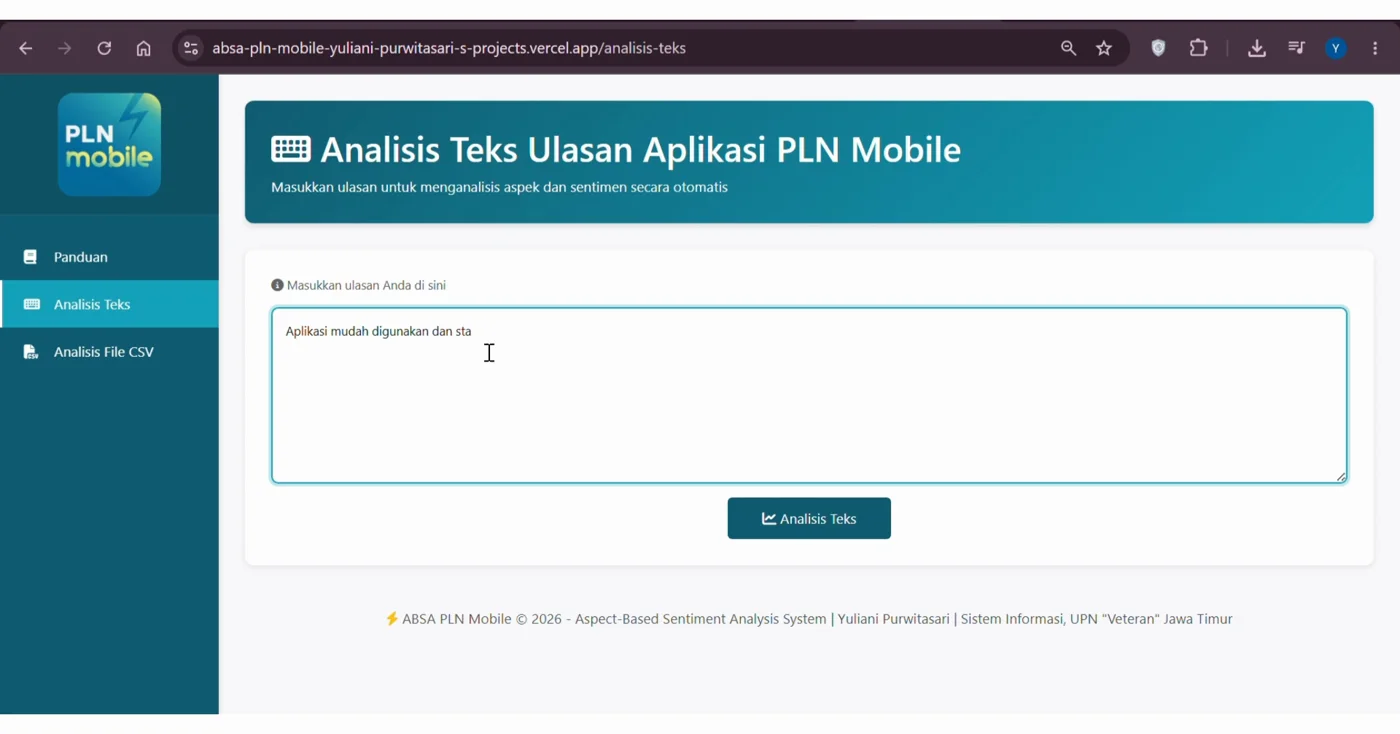 absa-pln-mobile-yuliani-purwitasari-s-projects.vercel.app/analisis-teks
Y
PLN
mobile
Panduan
Analisis Teks
CSV
Analisis File CSV
Analisis Teks Ulasan Aplikasi PLN Mobile
Masukkan ulasan untuk menganalisis aspek dan sentimen secara otomatis
Masukkan ulasan Anda di sini
Aplikasi mudah digunakan dan sta
Analisis Teks
⚡ ABSA PLN Mobile © 2026 - Aspect-Based Sentiment Analysis System | Yuliani Purwitasari | Sistem Informasi, UPN "Veteran" Jawa Timur